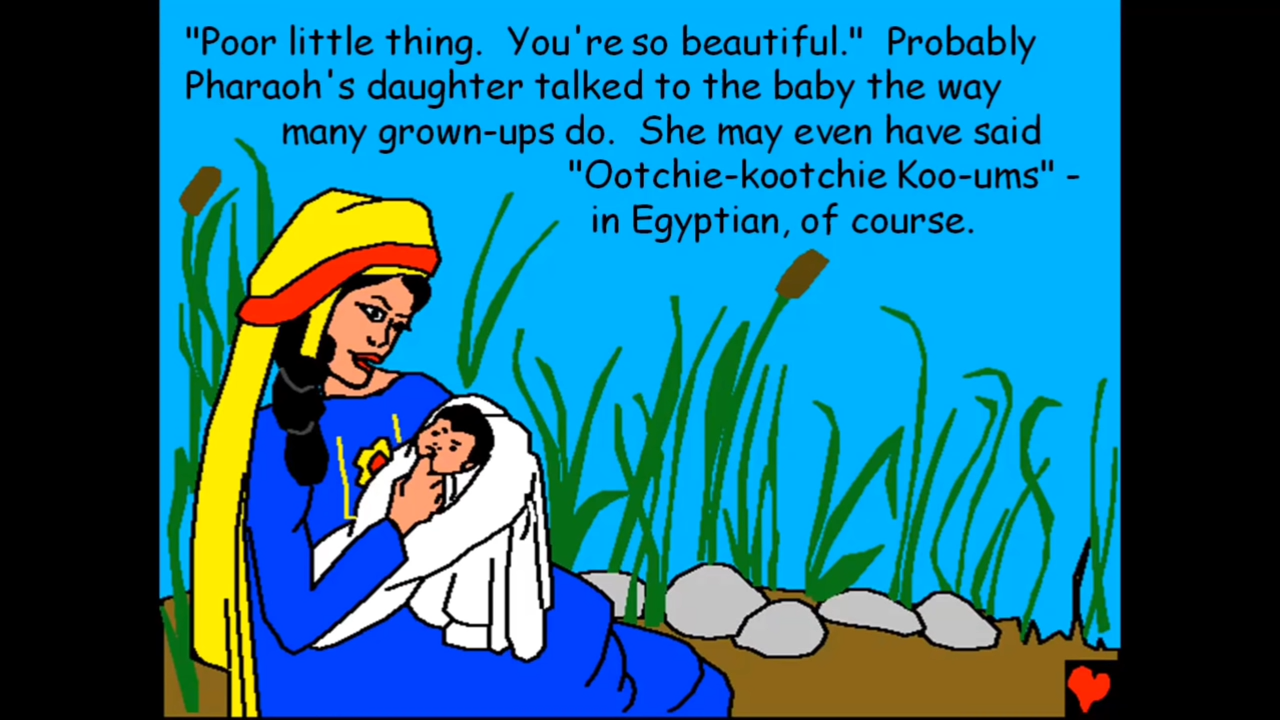 "Poor little thing. You're so beautiful." Probably
Pharaoh's daughter talked to the baby the way
many grown-ups do. She may even have said
"Ootchie-kootchie Koo-ums" -
in Egyptian, of course.